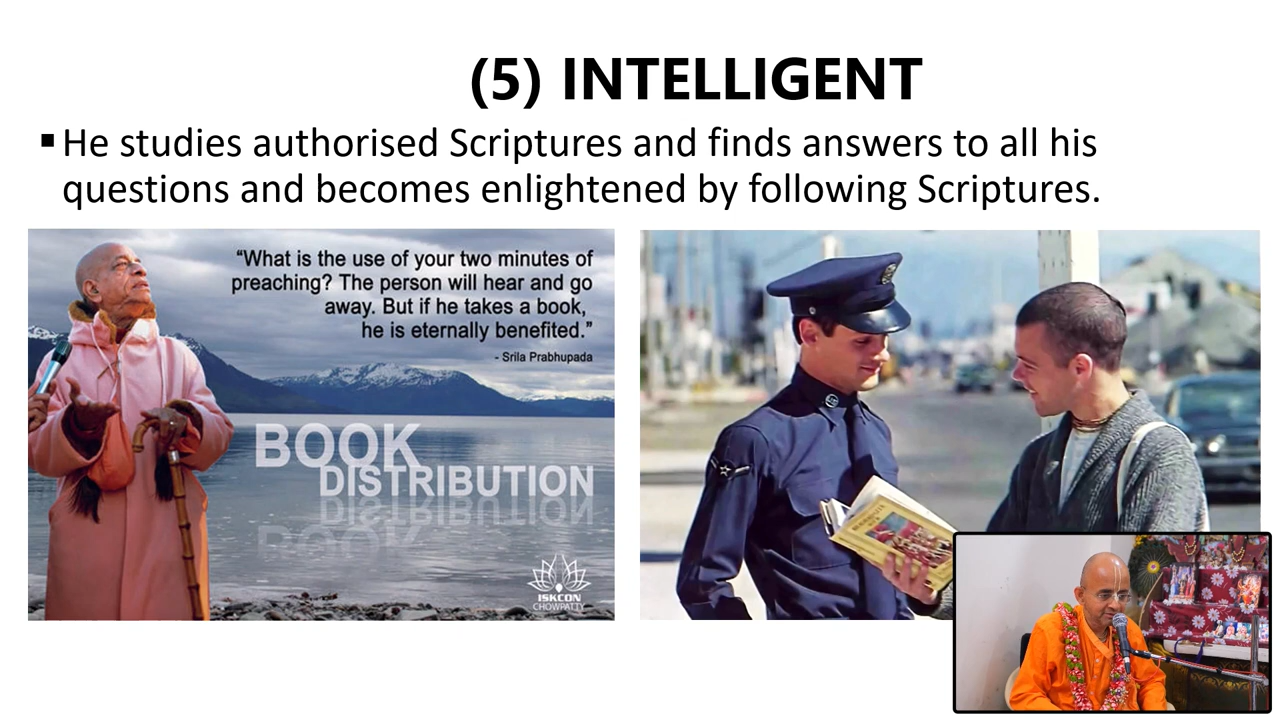 (5) INTELLIGENT
▪ He studies authorised Scriptures and finds answers to all his
questions and becomes enlightened by following Scriptures.
“What is the use of your two minutes of
preaching? The person will hear and go
away. But if he takes a book,
he is eternally benefited.”
- Srila Prabhupada
BOOK
DISTRIBUTION
ISKCON
CHOWPATTY